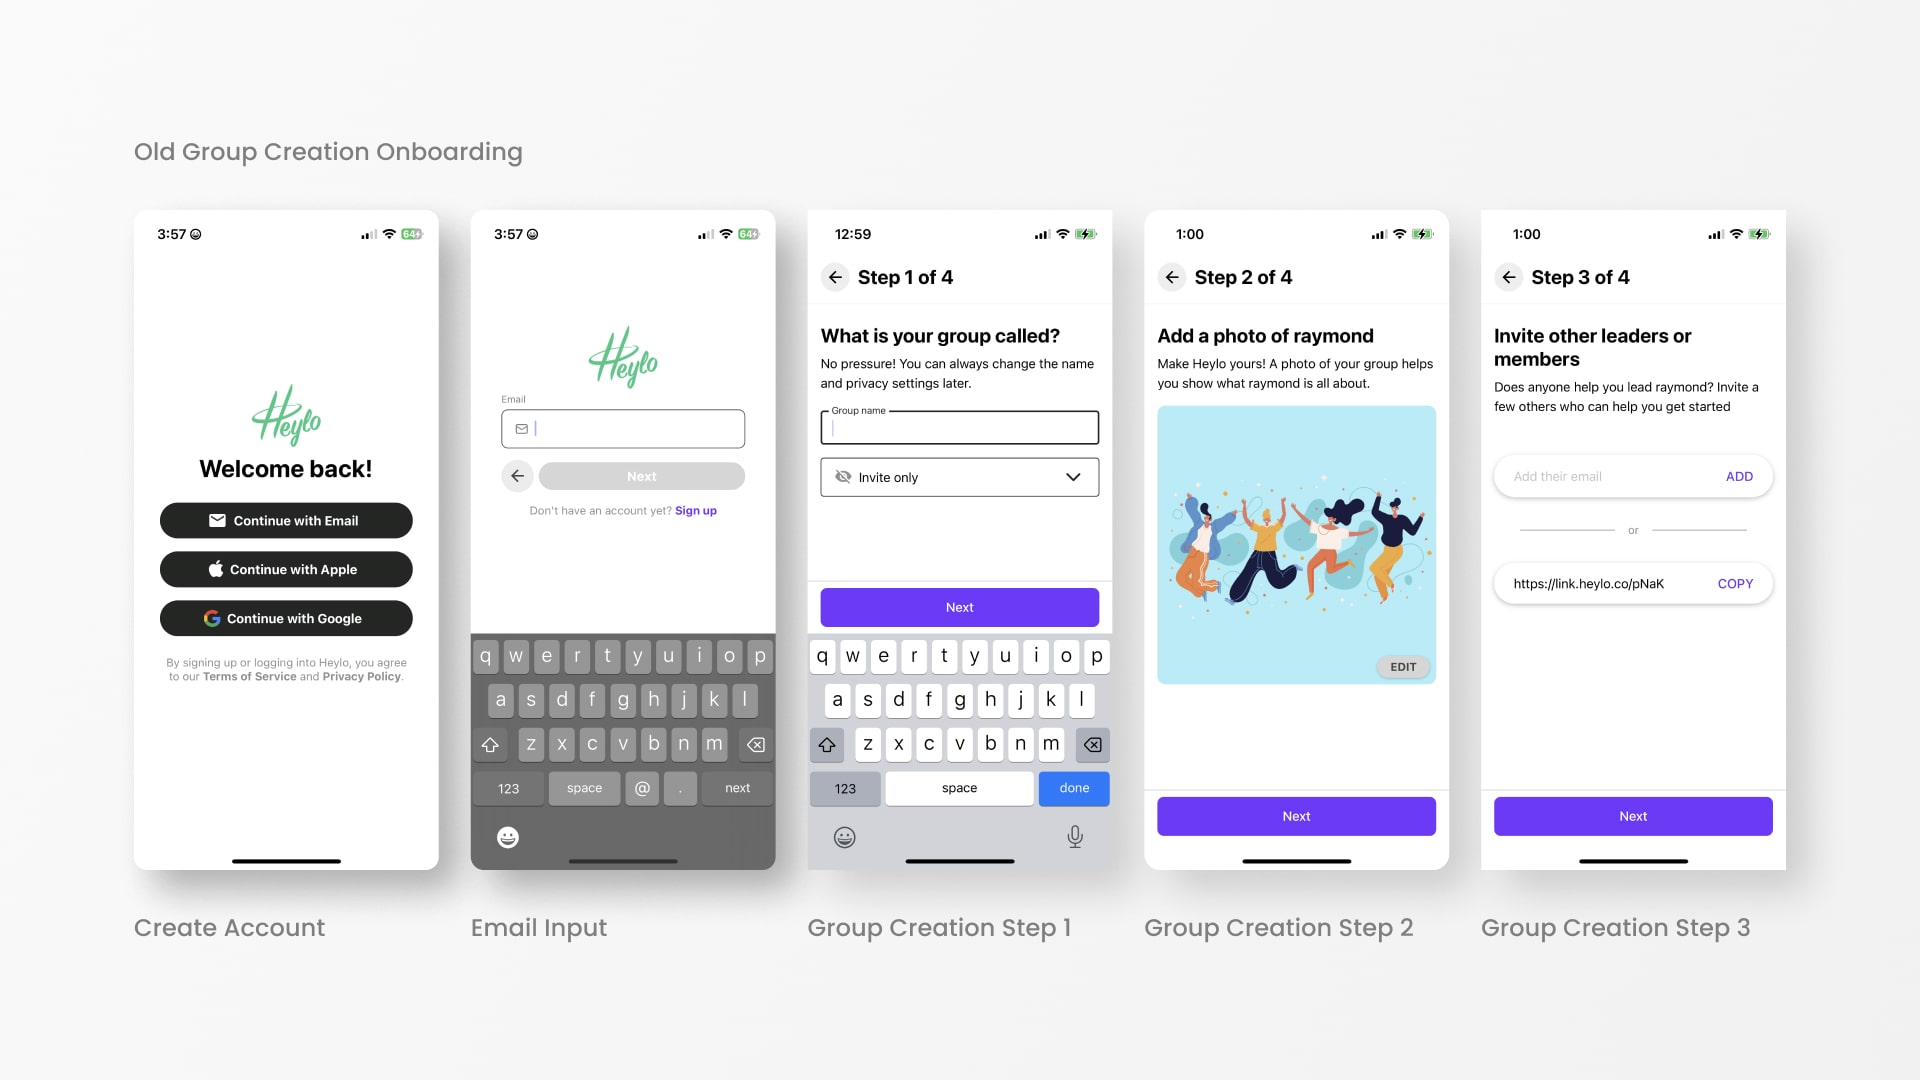 Old Group Creation Onboarding
3:57
64
Heylo
Welcome back!
Continue with Email
Continue with Apple
Continue with Google
By signing up or logging into Heylo, you agree
to our Terms of Service and Privacy Policy.
Create Account
3:57
64
Heylo
Email
Next
Don't have an account yet? Sign up
q w e r t y u i o p
a s d f g h j k l
z x c v b n m
123 space @ . next
Email Input
12:59
Step 1 of 4
What is your group called?
No pressure! You can always change the name
and privacy settings later.
Group name
Invite only
Next
q w e r t y u i o p
a s d f g h j k l
z x c v b n m
123 space done
Group Creation Step 1
1:00
Step 2 of 4
Add a photo of raymond
Make Heylo yours! A photo of your group helps
you show what raymond is all about.
EDIT
Next
Group Creation Step 2
1:00
Step 3 of 4
Invite other leaders or
members
Does anyone help you lead raymond? Invite a
few others who can help you get started
Add their email ADD
or
https://link.heylo.co/pNaK COPY
Next
Group Creation Step 3